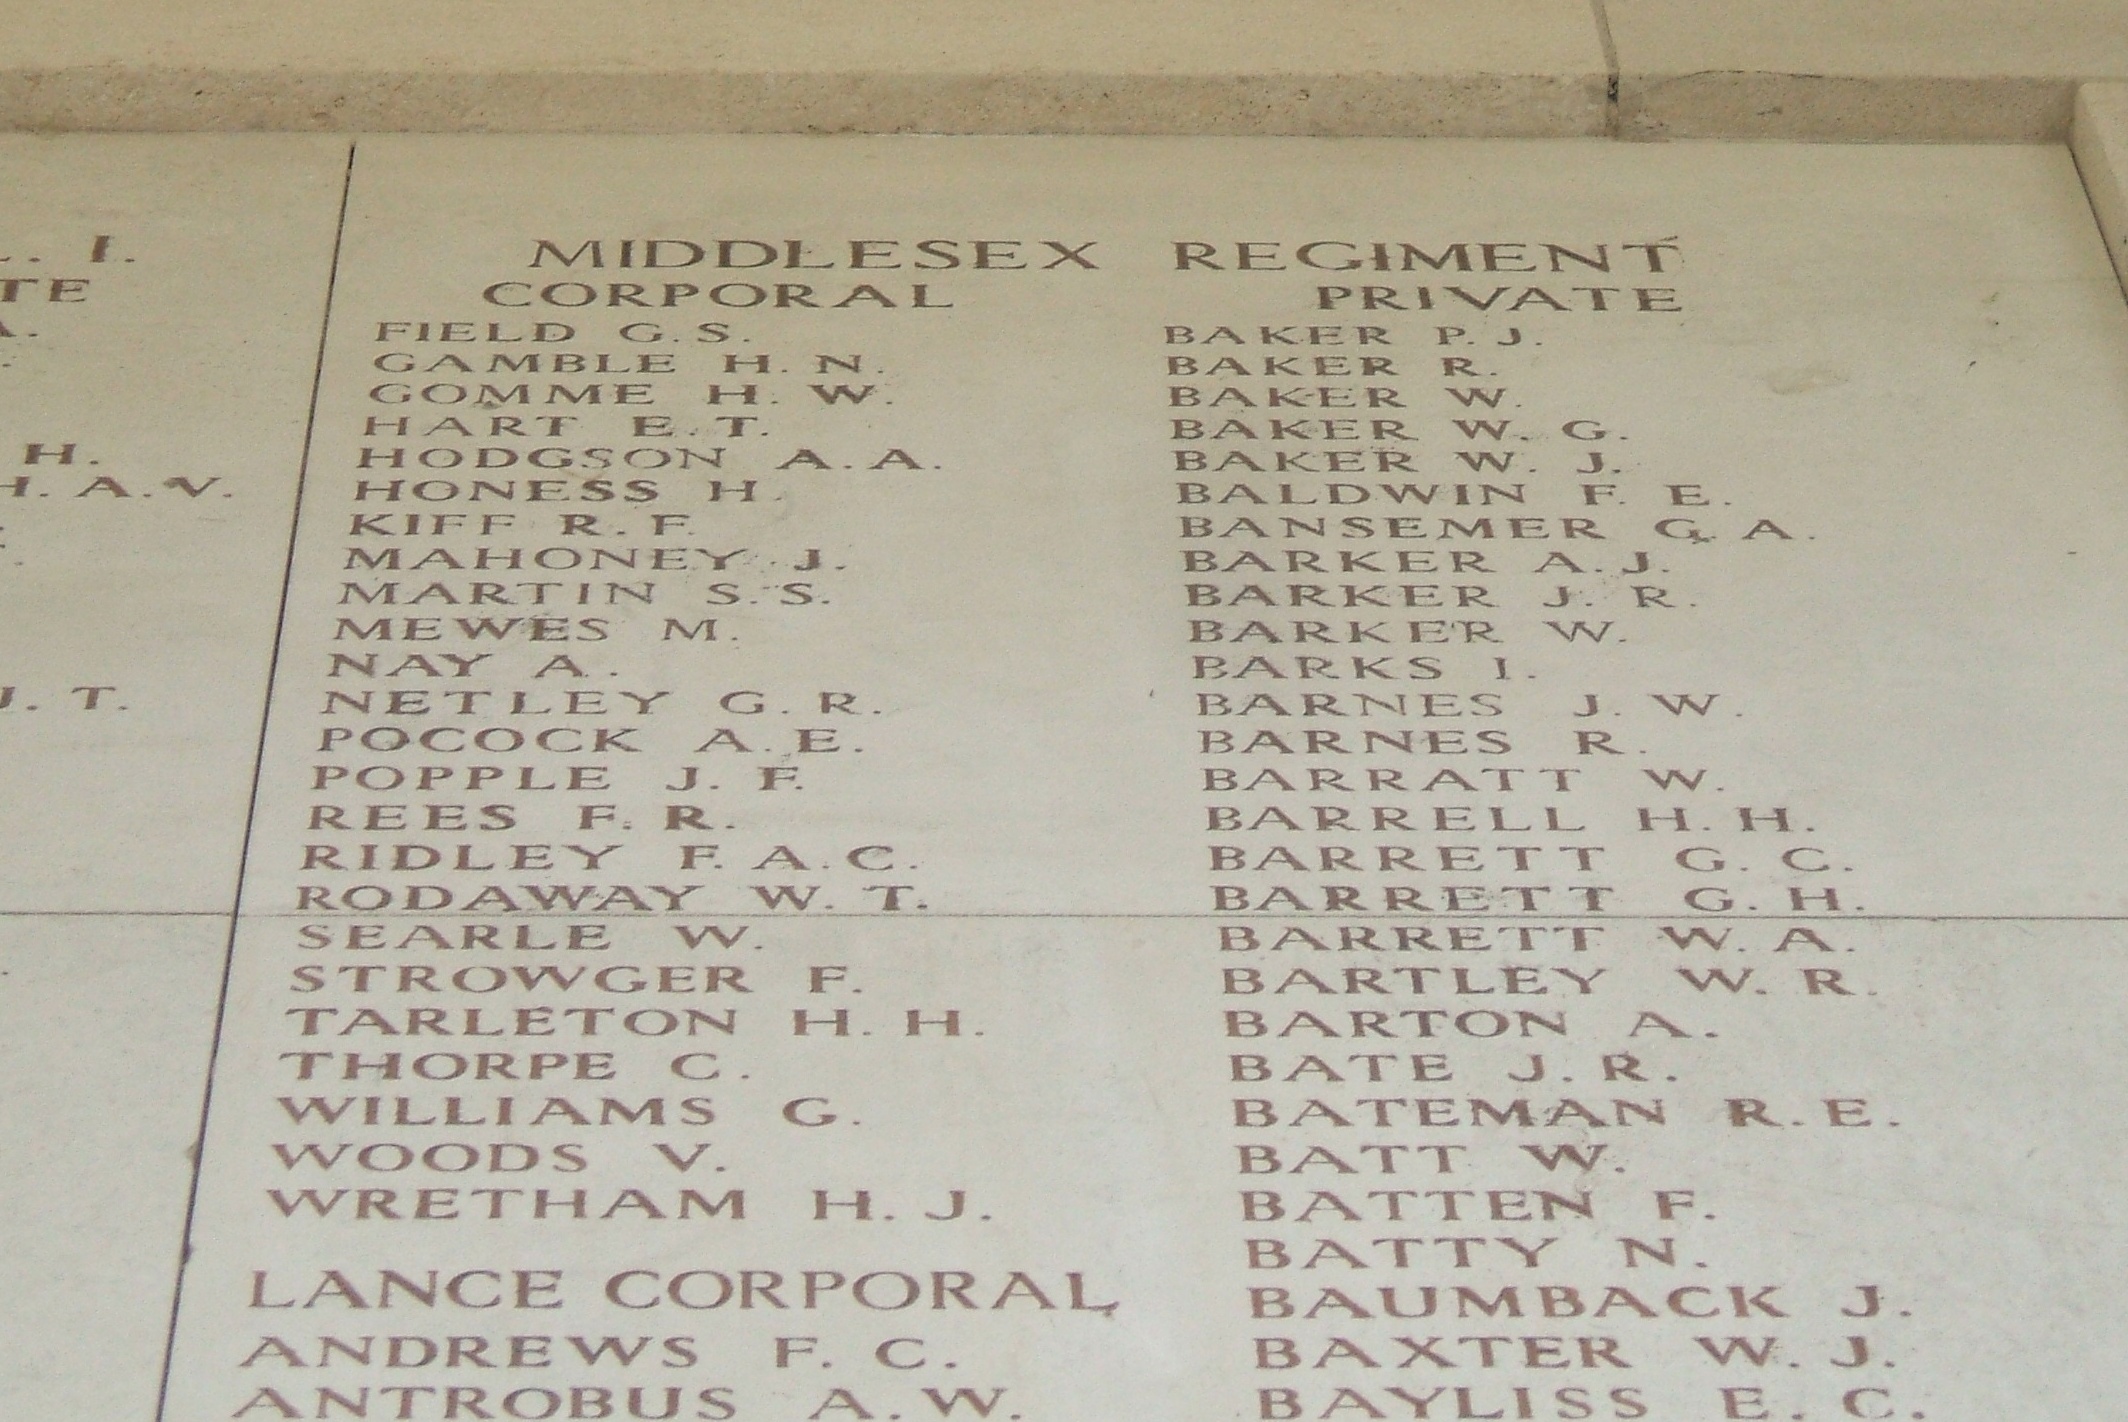 L. I.
TE
A.
H.
H. A. V.
J. T.
MIDDLESEX REGIMENT
CORPORAL
FIELD G. S.
GAMBLE H. N.
GOMME H. W.
HART E. T.
HODGSON A. A.
HONESS H.
KIFF R. F.
MAHONEY J.
MARTIN S. S.
MEWES M.
NAY A.
NETLEY G. R.
POCOCK A. E.
POPPLE J. F.
REES F. R.
RIDLEY F. A. C.
RODAWAY W. T.
SEARLE W.
STROWGER F.
TARLETON H. H.
THORPE C.
WILLIAMS G.
WOODS V.
WRETHAM H. J.
LANCE CORPORAL
ANDREWS F. C.
ANTROBUS A. W.
PRIVATE
BAKER P. J.
BAKER R.
BAKER W.
BAKER W. G.
BAKER W. J.
BALDWIN F. E.
BANSEMER G. A.
BARKER A. J.
BARKER J. R.
BARKER W.
BARKS I.
BARNES J. W.
BARNES R.
BARRATT W.
BARRELL H. H.
BARRETT G. C.
BARRETT G. H.
BARRETT W. A.
BARTLEY W. R.
BARTON A.
BATE J. R.
BATEMAN R. E.
BATT W.
BATTEN F.
BATTY N.
BAUMBACK J.
BAXTER W. J.
BAYLISS E. C.